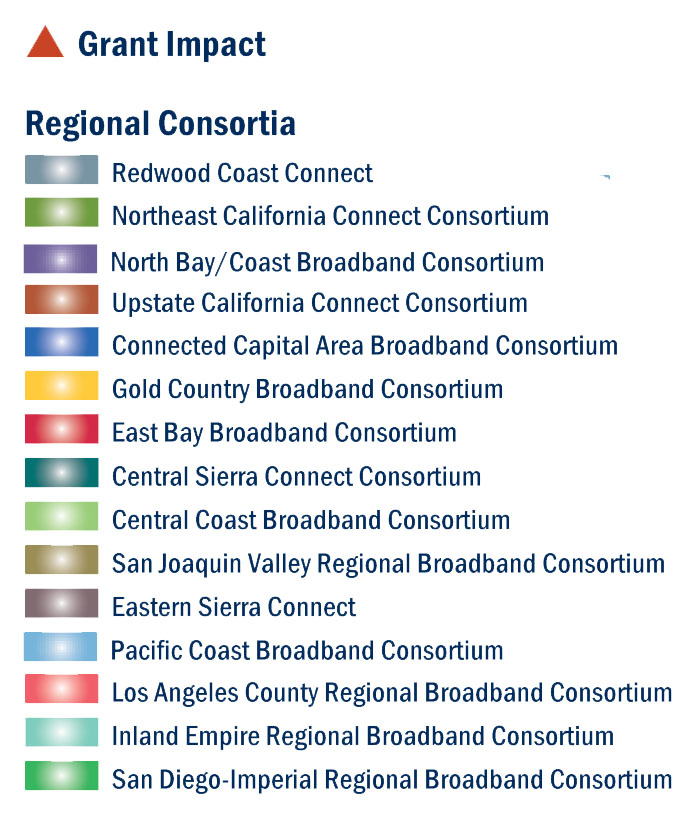 Grant Impact
Regional Consortia
Redwood Coast Connect
Northeast California Connect Consortium
North Bay/Coast Broadband Consortium
Upstate California Connect Consortium
Connected Capital Area Broadband Consortium
Gold Country Broadband Consortium
East Bay Broadband Consortium
Central Sierra Connect Consortium
Central Coast Broadband Consortium
San Joaquin Valley Regional Broadband Consortium
Eastern Sierra Connect
Pacific Coast Broadband Consortium
Los Angeles County Regional Broadband Consortium
Inland Empire Regional Broadband Consortium
San Diego-Imperial Regional Broadband Consortium